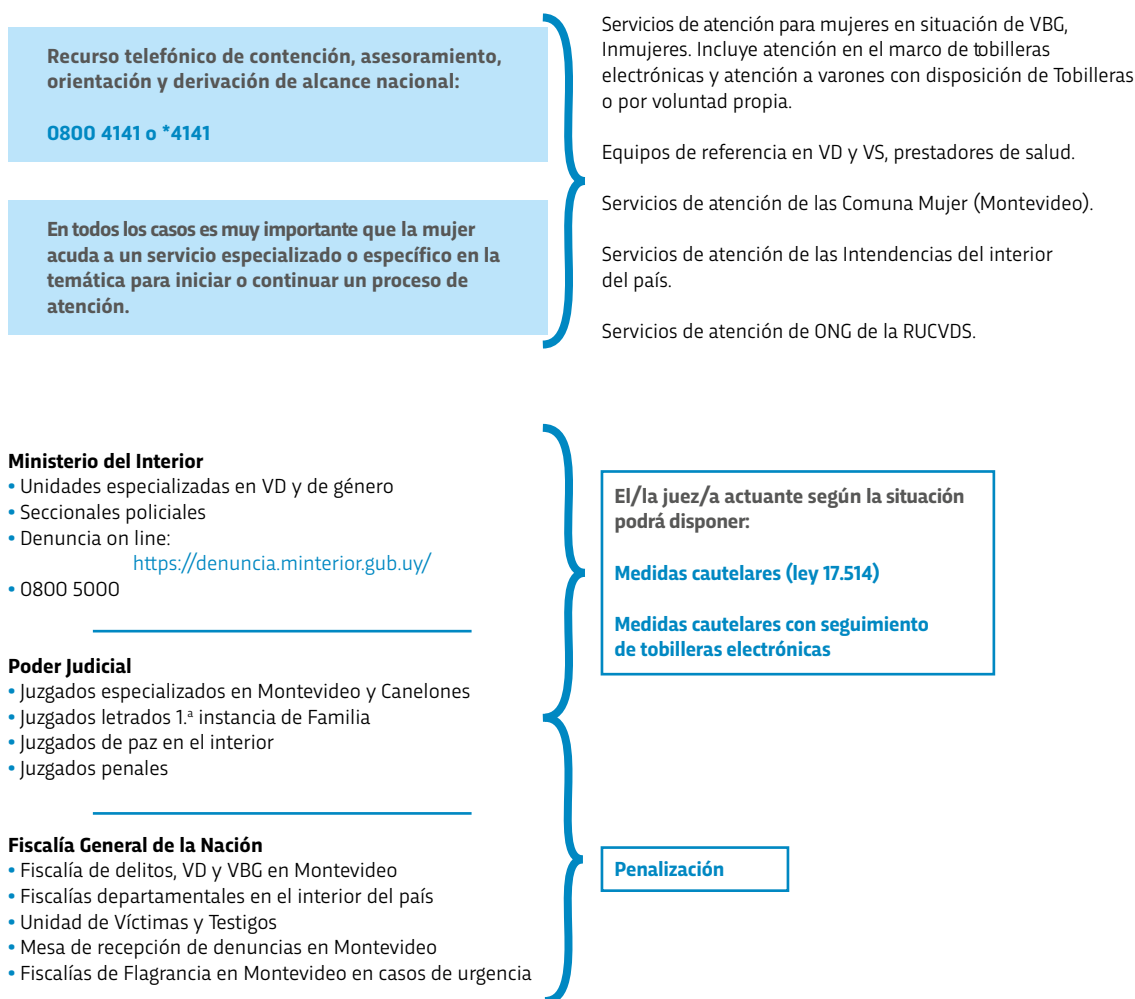 Recurso telefónico de contención, asesoramiento,
orientación y derivación de alcance nacional:
0800 4141 o *4141
En todos los casos es muy importante que la mujer
acuda a un servicio especializado o específico en la
temática para iniciar o continuar un proceso de
atención.
Servicios de atención para mujeres en situación de VBG,
Inmujeres. Incluye atención en el marco de tobilleras
electrónicas y atención a varones con disposición de Tobilleras
o por voluntad propia.
Equipos de referencia en VD y VS, prestadores de salud.
Servicios de atención de las Comuna Mujer (Montevideo).
Servicios de atención de las Intendencias del interior
del país.
Servicios de atención de ONG de la RUCVDS.
Ministerio del Interior
• Unidades especializadas en VD y de género
• Seccionales policiales
• Denuncia on line:
https://denuncia.minterior.gub.uy/
• 0800 5000
Poder Judicial
• Juzgados especializados en Montevideo y Canelones
• Juzgados letrados 1.ª instancia de Familia
• Juzgados de paz en el interior
• Juzgados penales
Fiscalía General de la Nación
• Fiscalía de delitos, VD y VBG en Montevideo
• Fiscalías departamentales en el interior del país
• Unidad de Víctimas y Testigos
• Mesa de recepción de denuncias en Montevideo
• Fiscalías de Flagrancia en Montevideo en casos de urgencia
El/la juez/a actuante según la situación
podrá disponer:
Medidas cautelares (ley 17.514)
Medidas cautelares con seguimiento
de tobilleras electrónicas
Penalización